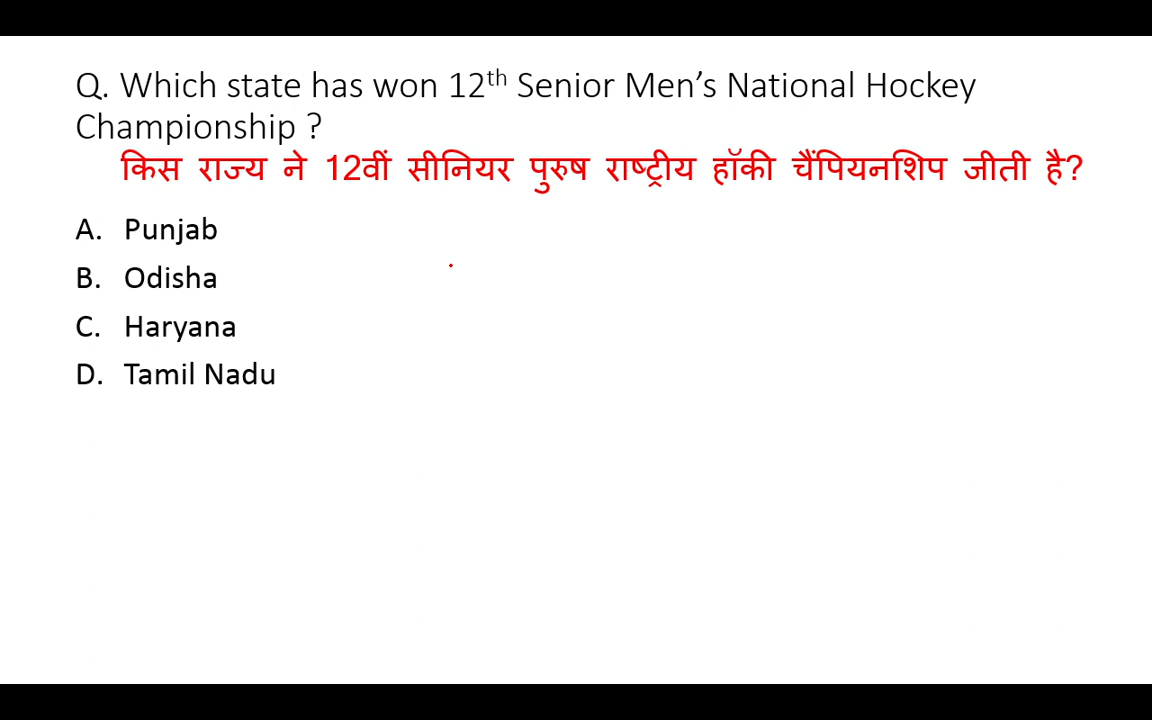 Q. Which state has won 12th Senior Men’s National Hockey
Championship ?
किस राज्य ने 12वीं सीनियर पुरुष राष्ट्रीय हॉकी चैंपियनशिप जीती है?
A. Punjab
B. Odisha
C. Haryana
D. Tamil Nadu